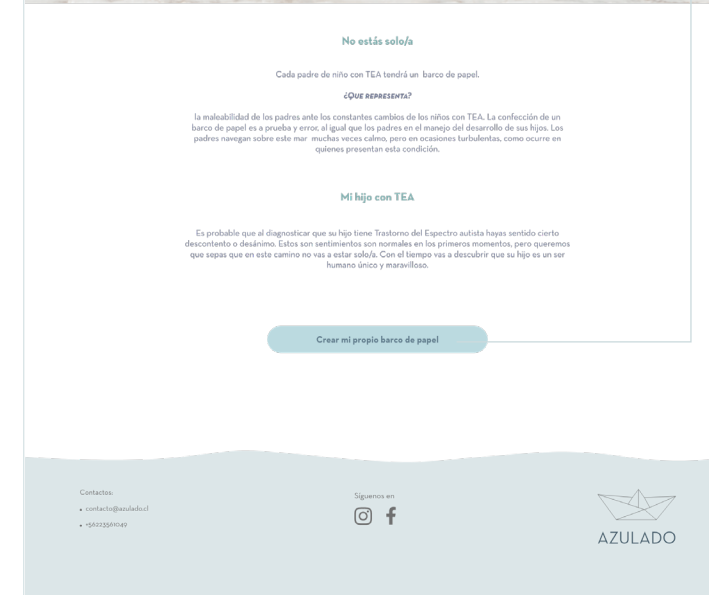 No estás solo/a
Cada padre de niño con TEA tendrá un barco de papel.
¿QUE REPRESENTA?
la maleabilidad de los padres ante los constantes cambios de los niños con TEA. La confección de un
barco de papel es a prueba y error, al igual que los padres en el manejo del desarrollo de sus hijos. Los
padres navegan sobre este mar muchas veces calmo, pero en ocasiones turbulentas, como ocurre en
quienes presentan esta condición.
Mi hijo con TEA
Es probable que al diagnosticar que su hijo tiene Trastorno del Espectro autista hayas sentido cierto
descontento o desánimo. Estos son sentimientos son normales en los primeros momentos, pero queremos
que sepas que en este camino no vas a estar solo/a. Con el tiempo vas a descubrir que su hijo es un ser
humano único y maravilloso.
Crear mi propio barco de papel
Contactos:
• contacto@azulado.cl
• +56223561049
Síguenos en
AZULADO